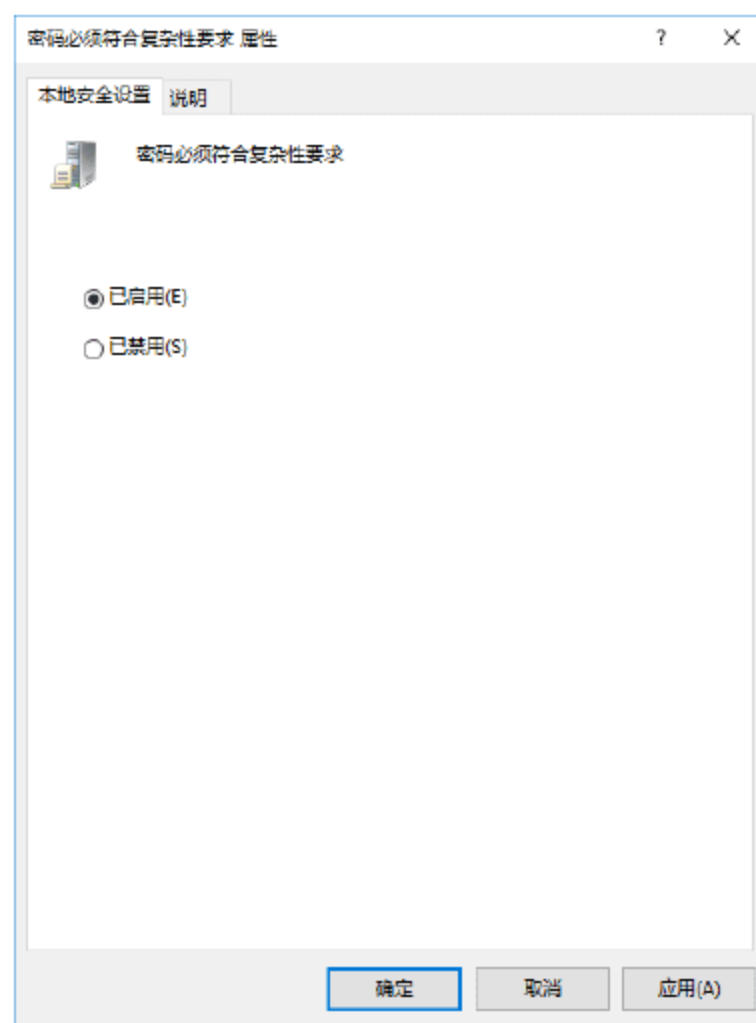 密码必须符合复杂性要求 属性
? ×
本地安全设置 说明
密码必须符合复杂性要求
已启用(E)
已禁用(S)
确定 取消 应用(A)